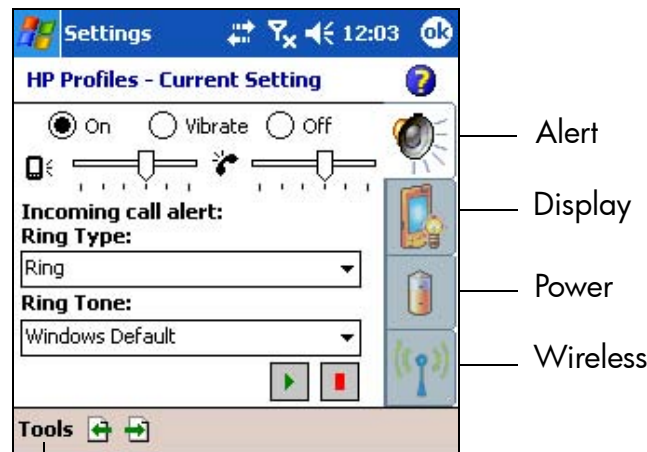 Settings 12:03 ok
HP Profiles - Current Setting ?
On Vibrate Off
Alert
Incoming call alert:
Display
Ring Type:
Ring
Power
Ring Tone:
Windows Default
Wireless
Tools